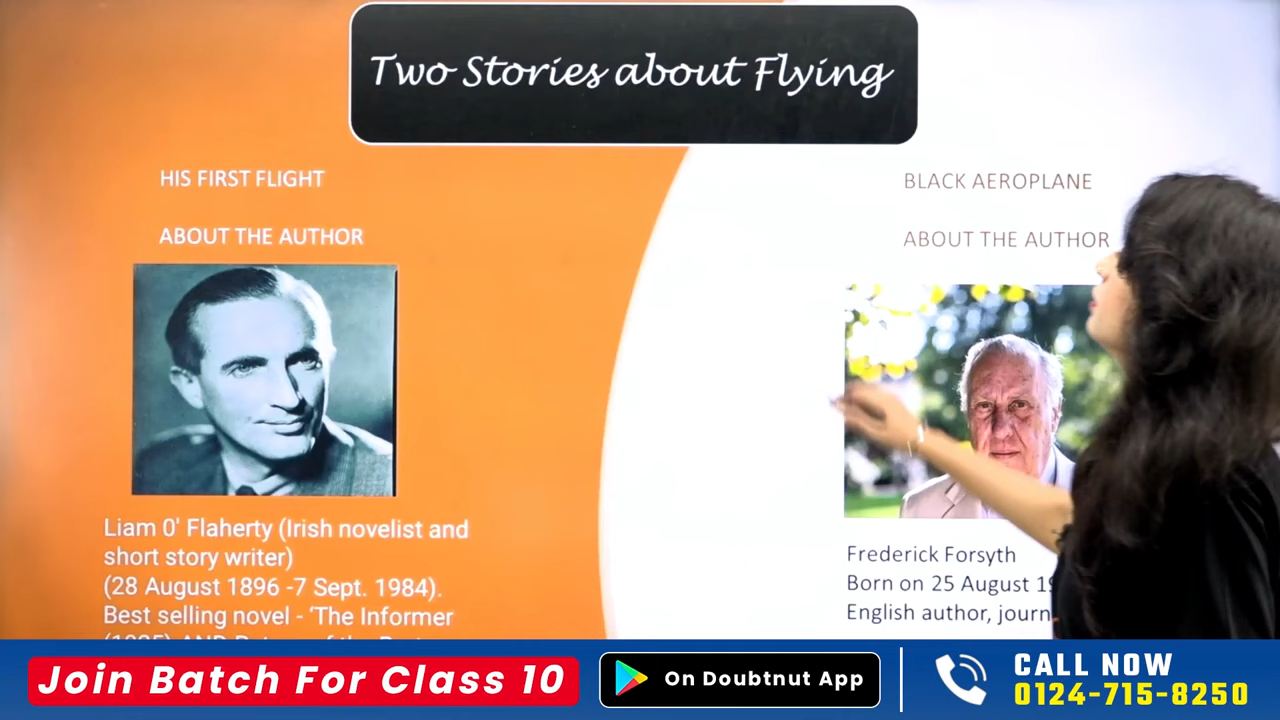 Two Stories about Flying
HIS FIRST FLIGHT
ABOUT THE AUTHOR
Liam O' Flaherty (Irish novelist and
short story writer)
(28 August 1896 -7 Sept. 1984).
Best selling novel - ‘The Informer
BLACK AEROPLANE
ABOUT THE AUTHOR
Frederick Forsyth
Born on 25 August
English author,
Join Batch For Class 10
On Doubtnut App
CALL NOW
0124-715-8250